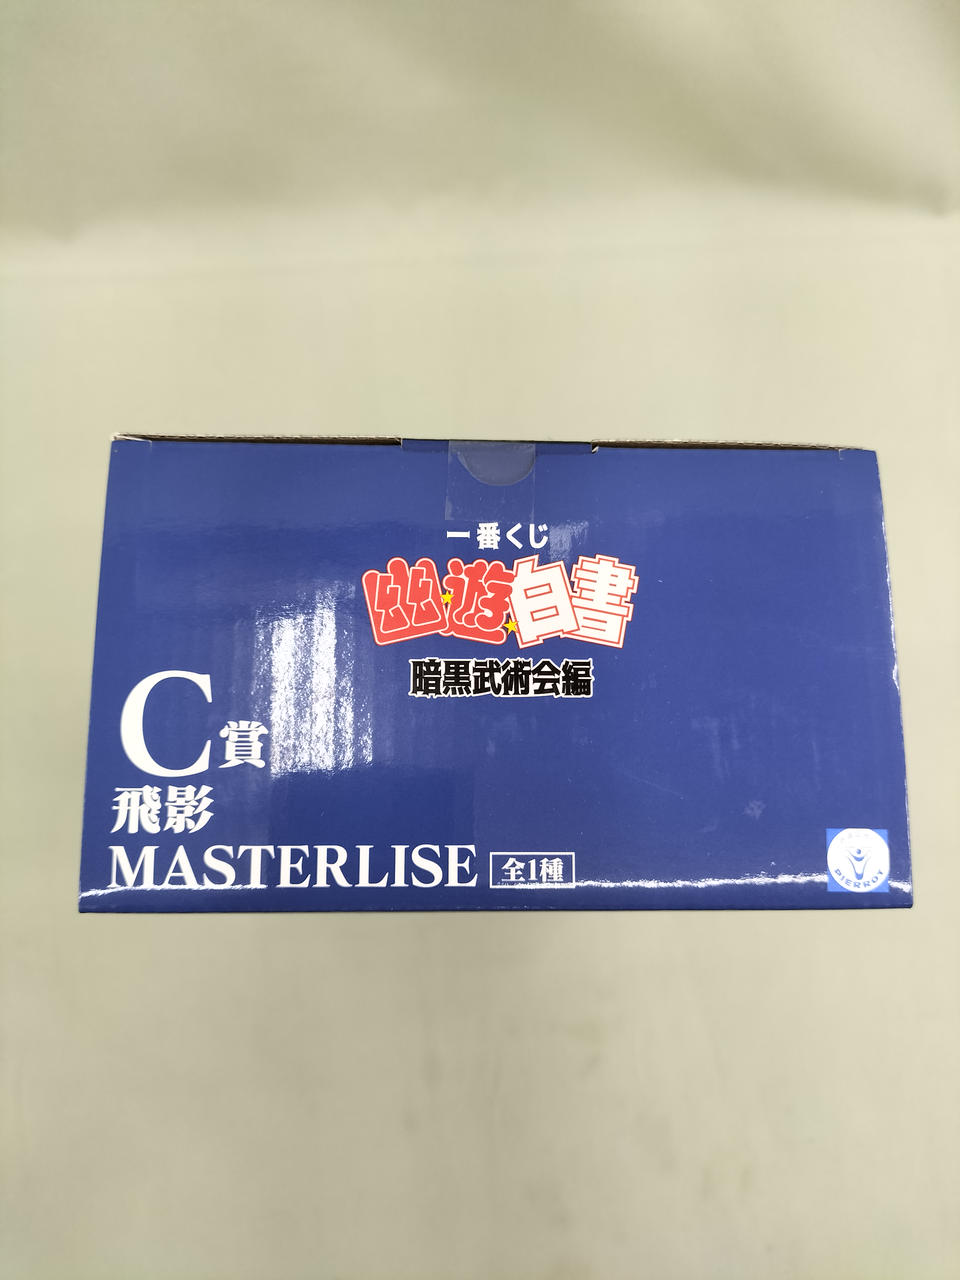 一番くじ
幽☆遊☆白書
暗黒武術会編
C賞
飛影
MASTERLISE 全1種
PIERROT